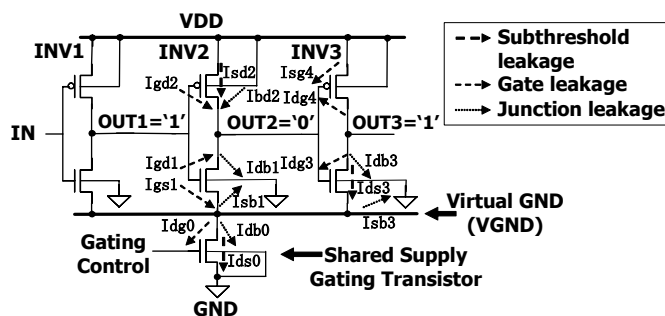 VDD
INV1
INV2
INV3
Isd2
Igd2
Ibd2
Isg4
Idg4
IN
OUT1=‘1’
OUT2=‘0’
OUT3=‘1’
Igd1
Idb1
Igs1
Isb1
Idg3
Idb3
Ids3
Isb3
Virtual GND
(VGND)
Idg0
Idb0
Ids0
Gating
Control
Shared Supply
Gating Transistor
GND
Subthreshold
leakage
Gate leakage
Junction leakage